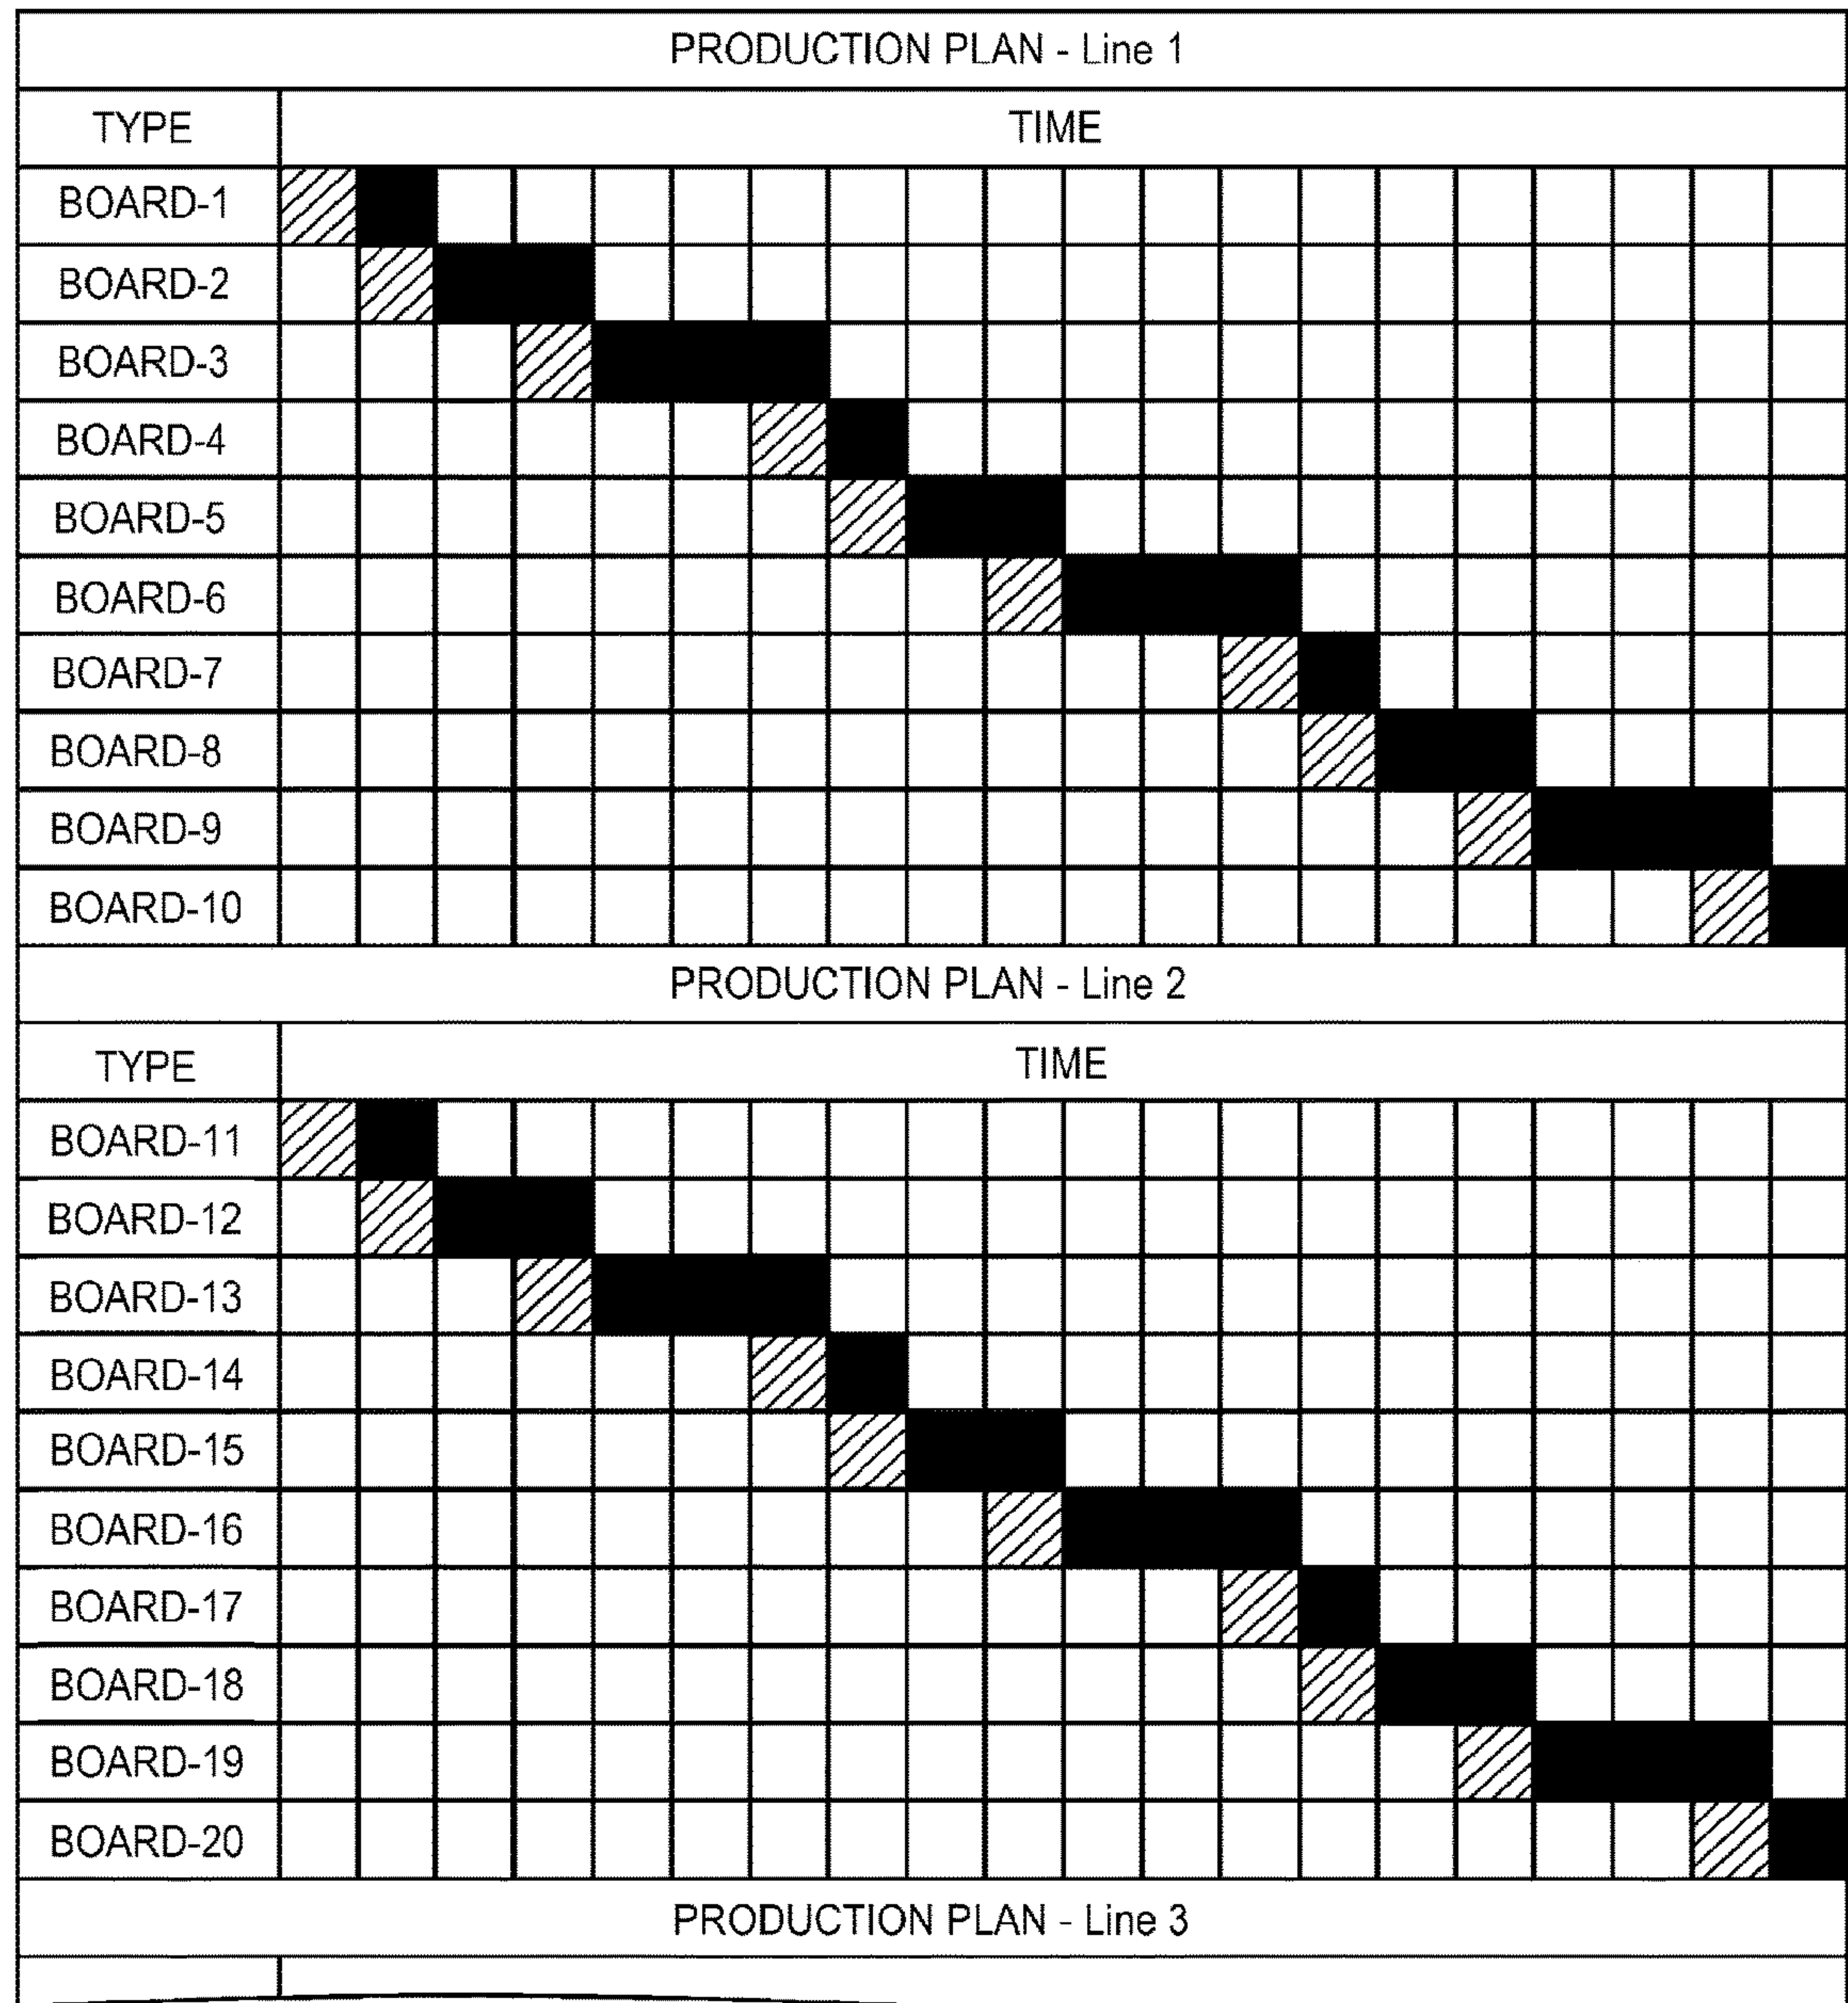 PRODUCTION PLAN - Line 1
TYPE TIME
BOARD-1
BOARD-2
BOARD-3
BOARD-4
BOARD-5
BOARD-6
BOARD-7
BOARD-8
BOARD-9
BOARD-10
PRODUCTION PLAN - Line 2
TYPE TIME
BOARD-11
BOARD-12
BOARD-13
BOARD-14
BOARD-15
BOARD-16
BOARD-17
BOARD-18
BOARD-19
BOARD-20
PRODUCTION PLAN - Line 3